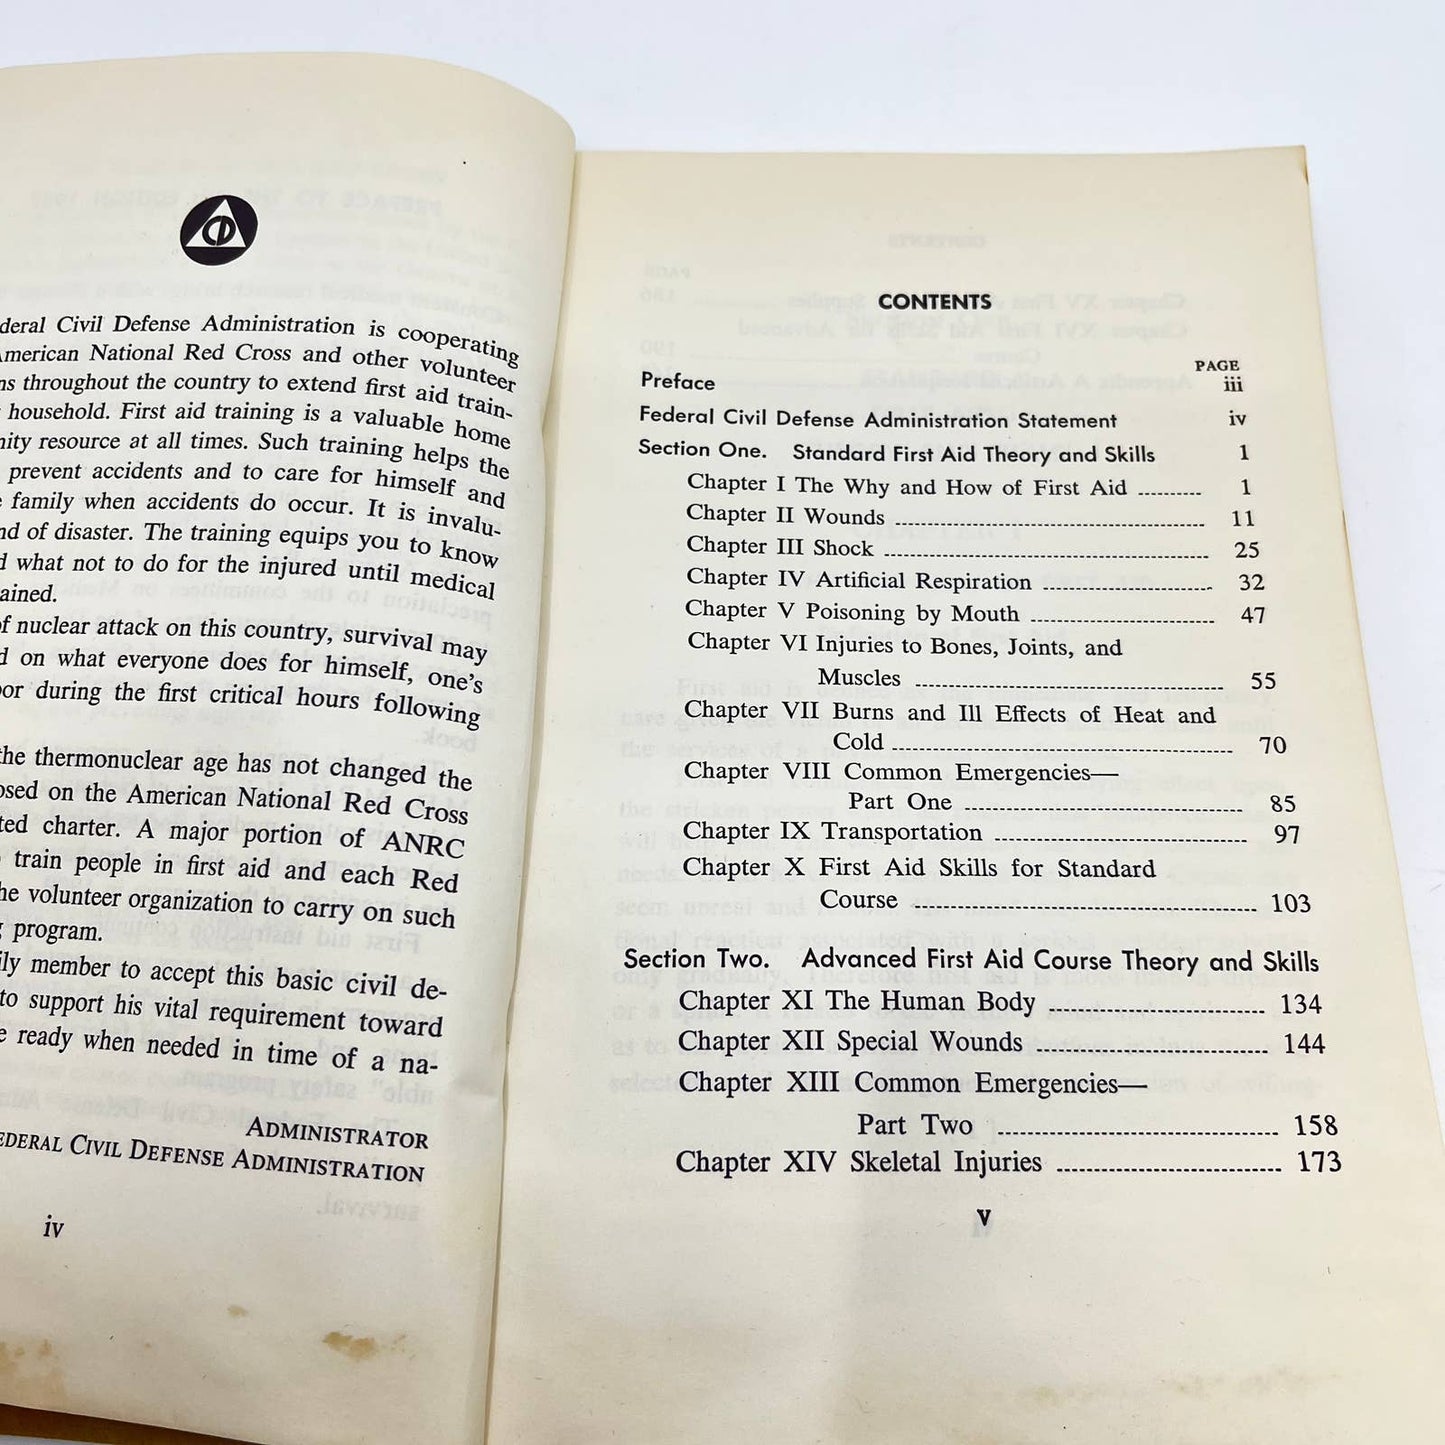 CD
deral Civil Defense Administration is cooperating
American National Red Cross and other volunteer
ns throughout the country to extend first aid train-
household. First aid training is a valuable home
nity resource at all times. Such training helps the
prevent accidents and to care for himself and
family when accidents do occur. It is invalu-
nd of disaster. The training equips you to know
d what not to do for the injured until medical
ained.
of nuclear attack on this country, survival may
d on what everyone does for himself, one's
bor during the first critical hours following
the thermonuclear age has not changed the
osed on the American National Red Cross
ted charter. A major portion of ANRC
train people in first aid and each Red
he volunteer organization to carry on such
g program.
ily member to accept this basic civil de-
to support his vital requirement toward
e ready when needed in time of a na-
ADMINISTRATOR
FEDERAL CIVIL DEFENSE ADMINISTRATION
iv
CONTENTS
PAGE
Preface iii
Federal Civil Defense Administration Statement iv
Section One. Standard First Aid Theory and Skills 1
Chapter I The Why and How of First Aid 1
Chapter II Wounds 11
Chapter III Shock 25
Chapter IV Artificial Respiration 32
Chapter V Poisoning by Mouth 47
Chapter VI Injuries to Bones, Joints, and
Muscles 55
Chapter VII Burns and Ill Effects of Heat and
Cold 70
Chapter VIII Common Emergencies—
Part One 85
Chapter IX Transportation 97
Chapter X First Aid Skills for Standard
Course 103
Section Two. Advanced First Aid Course Theory and Skills
Chapter XI The Human Body 134
Chapter XII Special Wounds 144
Chapter XIII Common Emergencies—
Part Two 158
Chapter XIV Skeletal Injuries 173
v